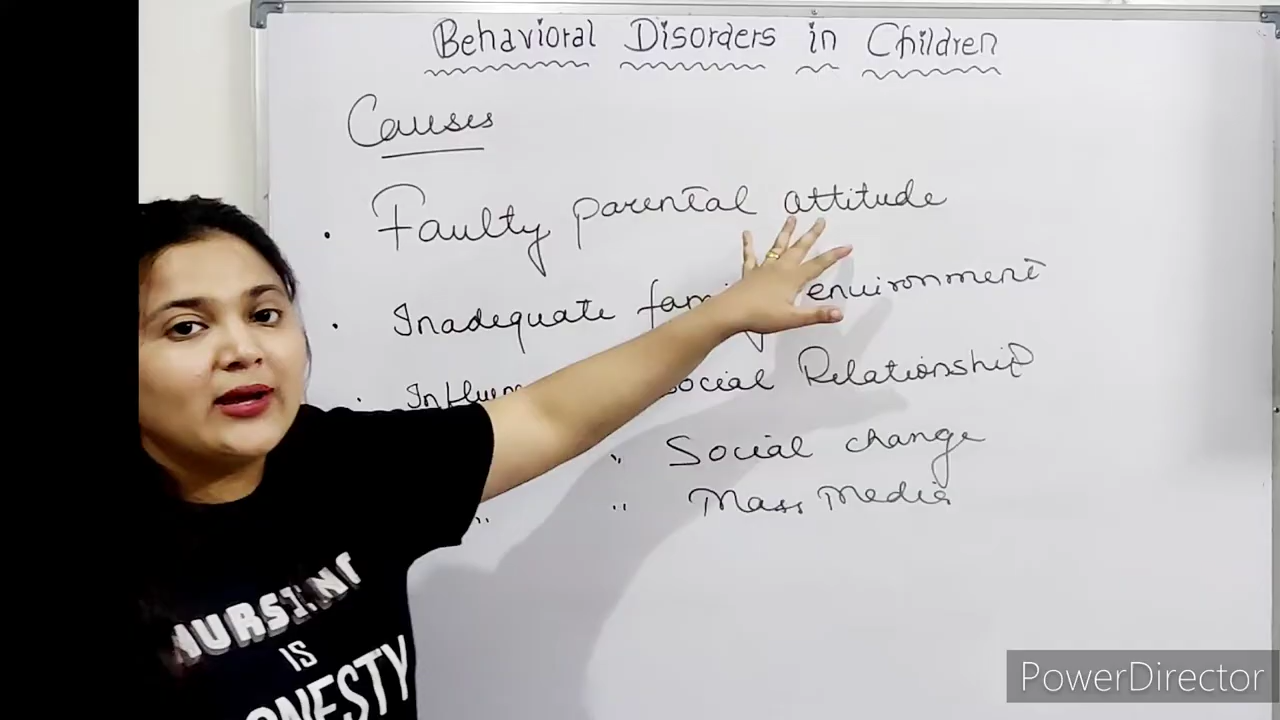 Behavioral Disorders in Children
Causes
• Faulty parental attitude
• Inadequate environment
• social Relationship
" Social change
" " Mass Media
NURSING
IS
HONESTY
PowerDirector